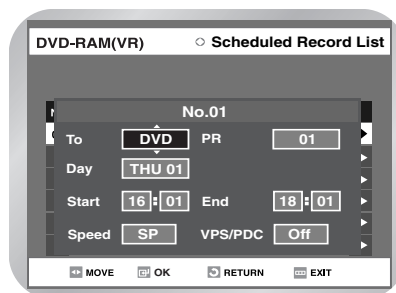 DVD-RAM(VR) Scheduled Record List
No.01
To DVD PR 01
Day THU 01
Start 16:01 End 18:01
Speed SP VPS/PDC Off
MOVE OK RETURN EXIT